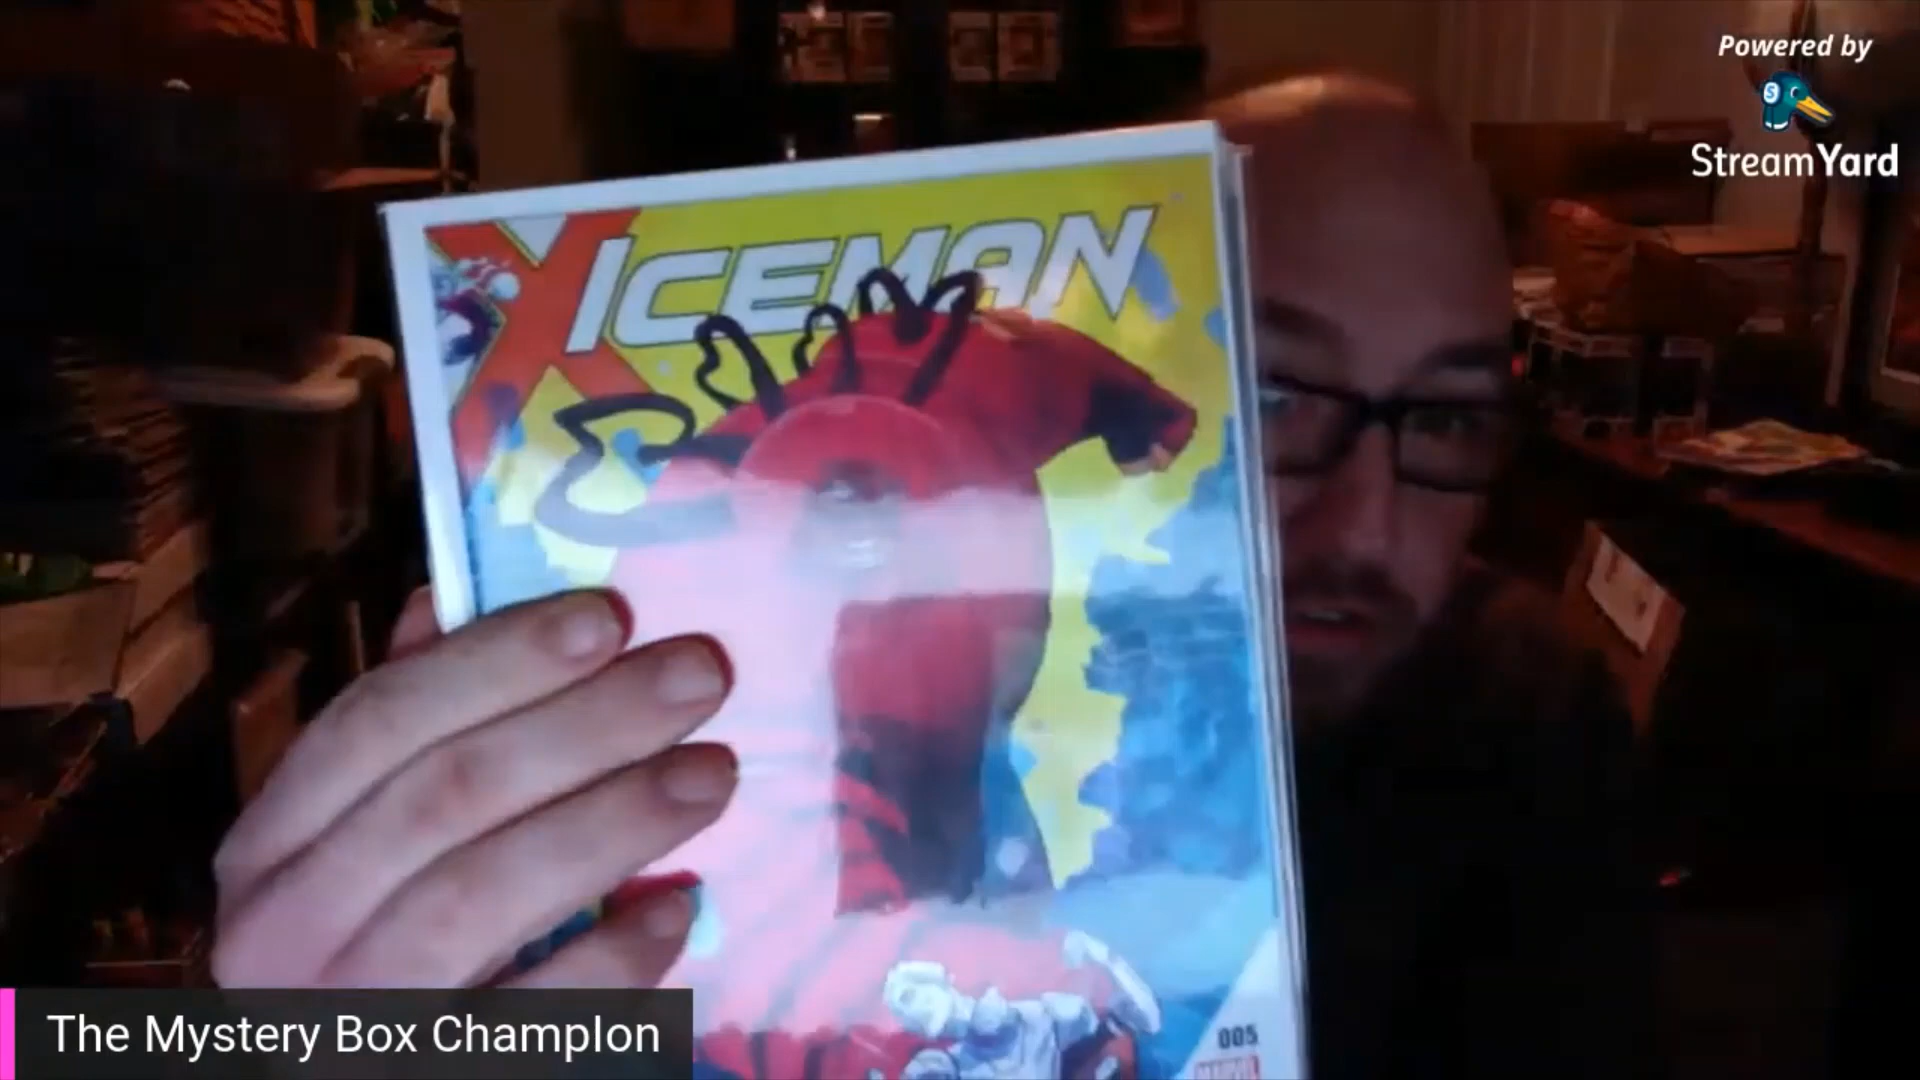 Powered by
StreamYard
X ICEMAN
005
MARVEL
The Mystery Box ChampIon